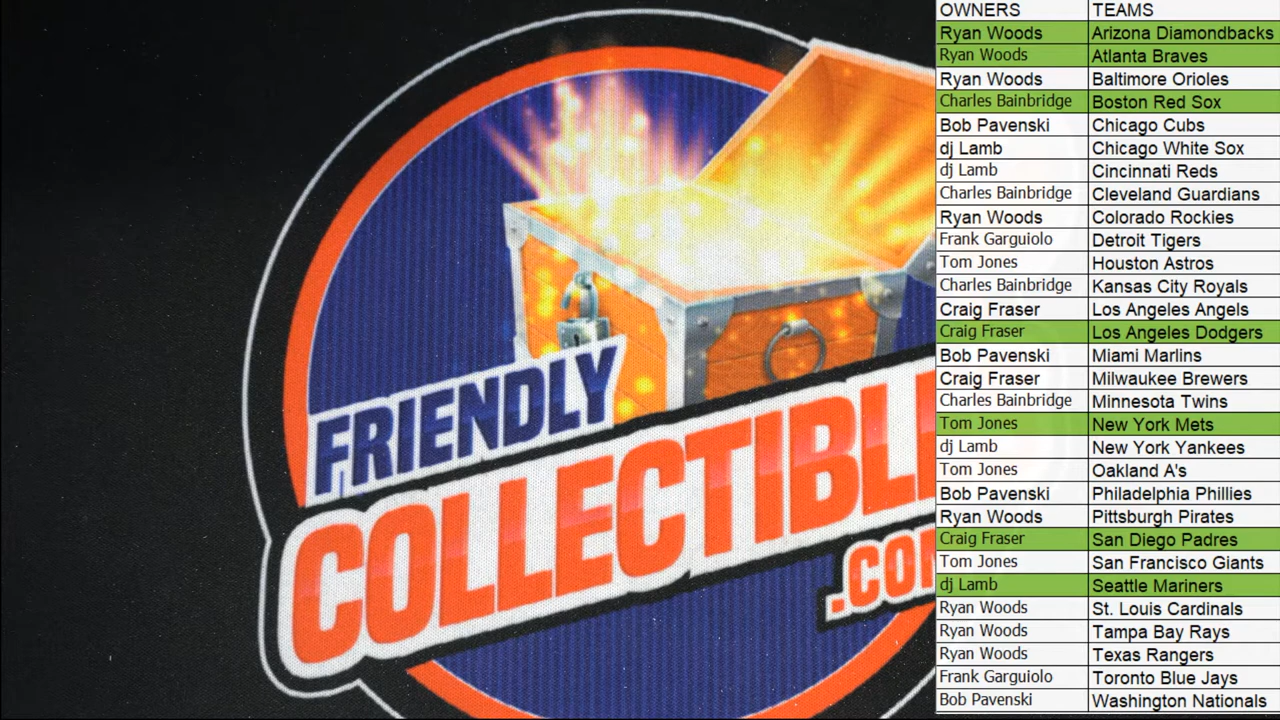 FRIENDLY
COLLECTIBL
.CO
OWNERS TEAMS
Ryan Woods Arizona Diamondbacks
Ryan Woods Atlanta Braves
Ryan Woods Baltimore Orioles
Charles Bainbridge Boston Red Sox
Bob Pavenski Chicago Cubs
dj Lamb Chicago White Sox
dj Lamb Cincinnati Reds
Charles Bainbridge Cleveland Guardians
Ryan Woods Colorado Rockies
Frank Garguiolo Detroit Tigers
Tom Jones Houston Astros
Charles Bainbridge Kansas City Royals
Craig Fraser Los Angeles Angels
Craig Fraser Los Angeles Dodgers
Bob Pavenski Miami Marlins
Craig Fraser Milwaukee Brewers
Charles Bainbridge Minnesota Twins
Tom Jones New York Mets
dj Lamb New York Yankees
Tom Jones Oakland A's
Bob Pavenski Philadelphia Phillies
Ryan Woods Pittsburgh Pirates
Craig Fraser San Diego Padres
Tom Jones San Francisco Giants
dj Lamb Seattle Mariners
Ryan Woods St. Louis Cardinals
Ryan Woods Tampa Bay Rays
Ryan Woods Texas Rangers
Frank Garguiolo Toronto Blue Jays
Bob Pavenski Washington Nationals